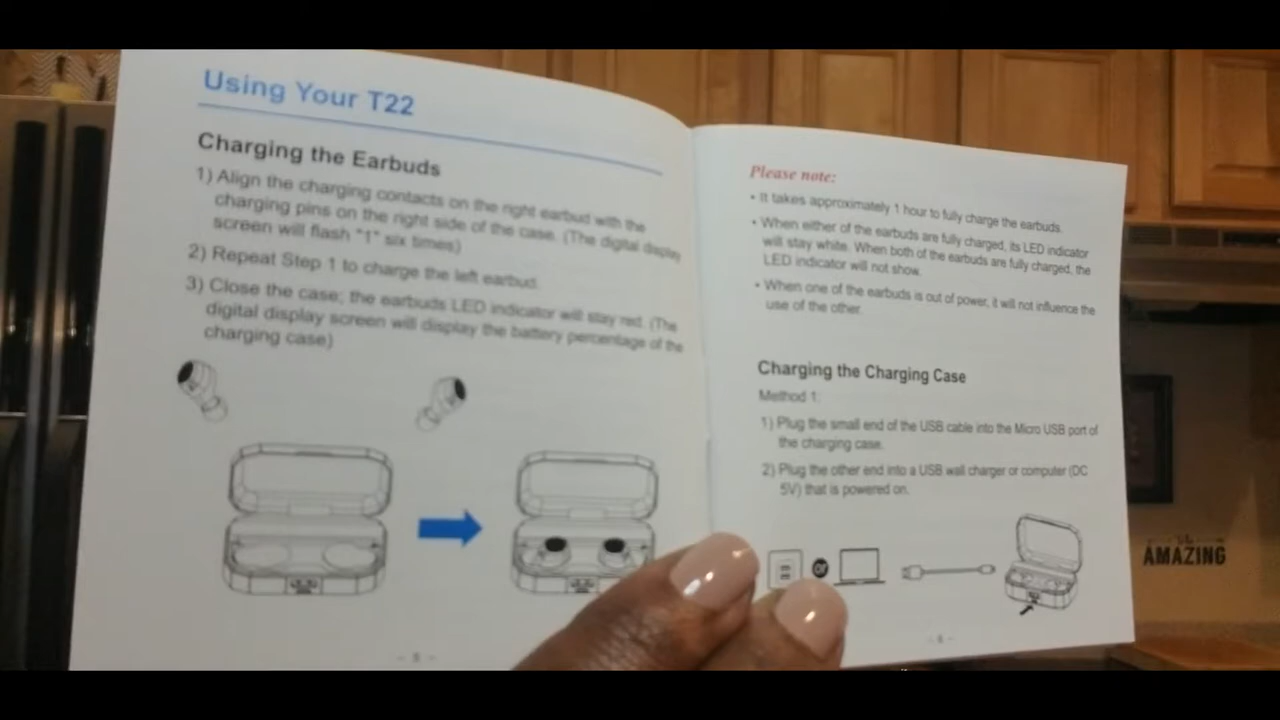 Using Your T22
Charging the Earbuds
1) Align the charging contacts on the right earbud with the
charging pins on the right side of the case. (The digital display
screen will flash "1" six times)
2) Repeat Step 1 to charge the left earbud.
3) Close the case; the earbuds LED indicator will stay red. (The
digital display screen will display the battery percentage of the
charging case)
- 5 -
Please note:
• It takes approximately 1 hour to fully charge the earbuds.
• When either of the earbuds are fully charged, its LED indicator
will stay white. When both of the earbuds are fully charged, the
LED indicator will not show.
• When one of the earbuds is out of power, it will not influence the
use of the other.
Charging the Charging Case
Method 1:
1) Plug the small end of the USB cable into the Micro USB port of
the charging case.
2) Plug the other end into a USB wall charger or computer (DC
5V) that is powered on.
or
- 6 -
AMAZING